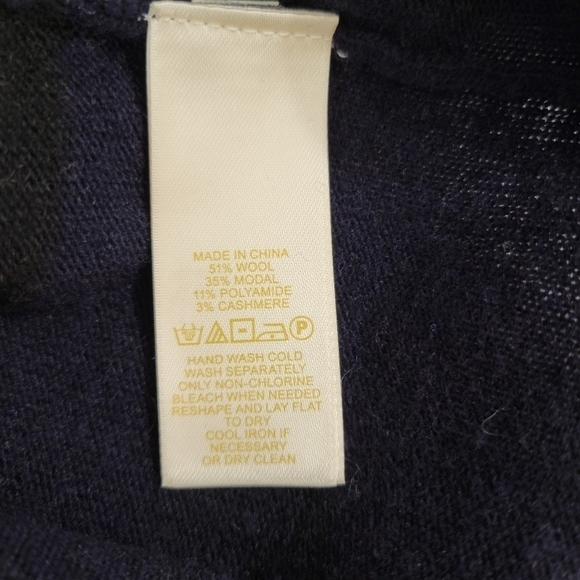 MADE IN CHINA
51% WOOL
35% MODAL
11% POLYAMIDE
3% CASHMERE
P
HAND WASH COLD
WASH SEPARATELY
ONLY NON-CHLORINE
BLEACH WHEN NEEDED
RESHAPE AND LAY FLAT
TO DRY
COOL IRON IF
NECESSARY
OR DRY CLEAN